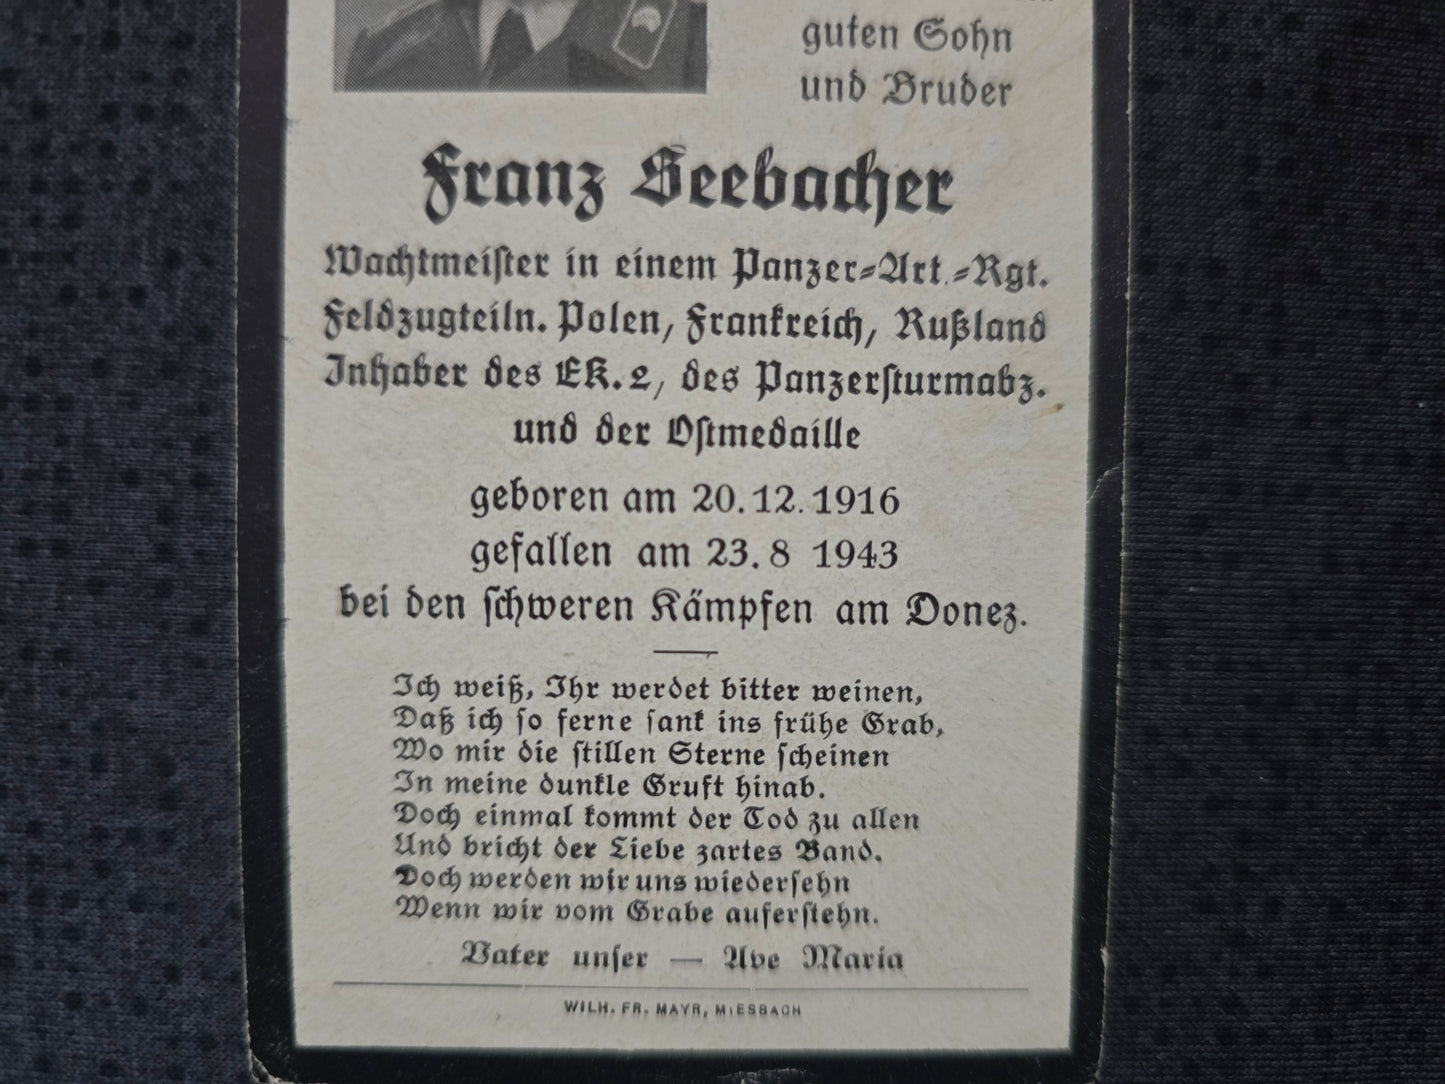 guten Sohn
und Bruder
Franz Seebacher
Wachtmeister in einem Panzer-Art.-Rgt.
Feldzugteiln. Polen, Frankreich, Rußland
Inhaber des EK. 2, des Panzersturmabz.
und der Ostmedaille
geboren am 20. 12. 1916
gefallen am 23. 8 1943
bei den schweren Kämpfen am Donez.
Ich weiß, Ihr werdet bitter weinen,
Daß ich so ferne sank ins frühe Grab,
Wo mir die stillen Sterne scheinen
In meine dunkle Gruft hinab.
Doch einmal kommt der Tod zu allen
Und bricht der Liebe zartes Band.
Doch werden wir uns wiedersehn
Wenn wir vom Grabe auferstehn.
Vater unser — Ave Maria
WILH. FR. MAYR, MIESBACH